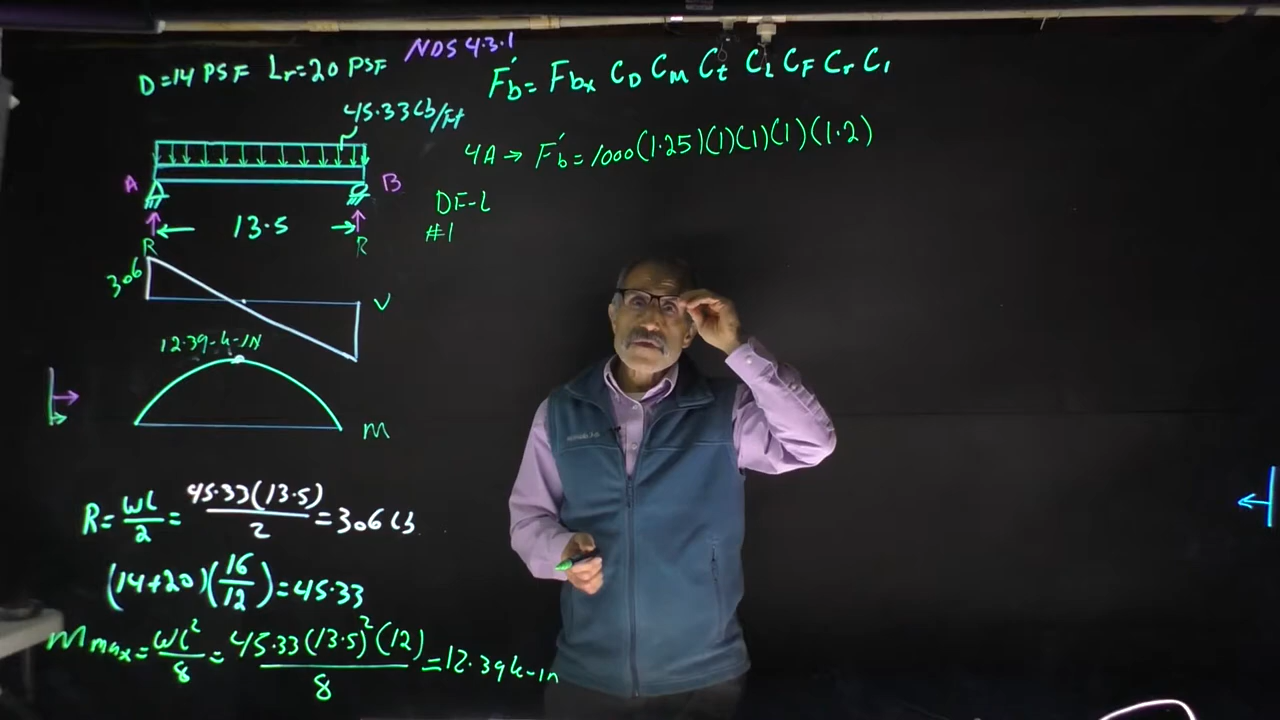 D=14 PSF Lr=20 PSF
NDS 4.3.1
F'b= Fbx CD CM Ct CL CF Cr Ci
45.33 Lb/Ft
4A → F'b=1000(1.25)(1)(1)(1)(1.2)
A
B
DF-L
#1
13.5
R
R
306
V
12.39-k-IN
M
R= wL/2 = 45.33(13.5)/2 =306 Lb
(14+20)(16/12)=45.33
Mmax= wL²/8 = 45.33(13.5)²(12)/8 =12.39k-in